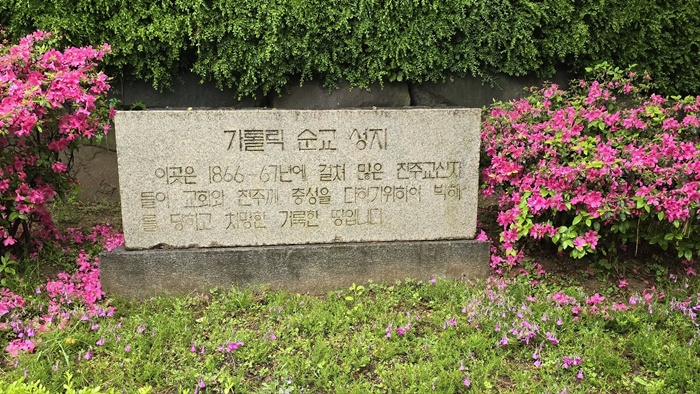 가톨릭 순교 성지
이곳은 1866-67년에 걸쳐 많은 천주교신자
들이 교회와 천주께 충성을 다하기위하여 박해
를 당하고 치명한 거룩한 땅입니다